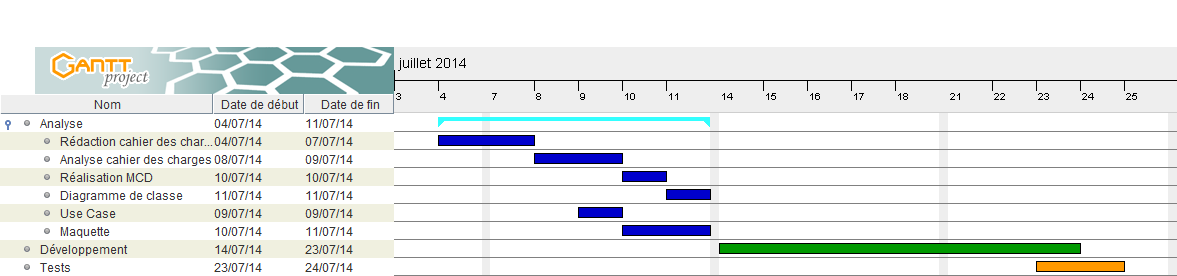 GANTT
project
juillet 2014
3 4 7 8 9 10 11 14 15 16 17 18 21 22 23 24 25
Nom Date de début Date de fin
Analyse 04/07/14 11/07/14
Rédaction cahier des char... 04/07/14 07/07/14
Analyse cahier des charges 08/07/14 09/07/14
Réalisation MCD 10/07/14 10/07/14
Diagramme de classe 11/07/14 11/07/14
Use Case 09/07/14 09/07/14
Maquette 10/07/14 11/07/14
Développement 14/07/14 23/07/14
Tests 23/07/14 24/07/14